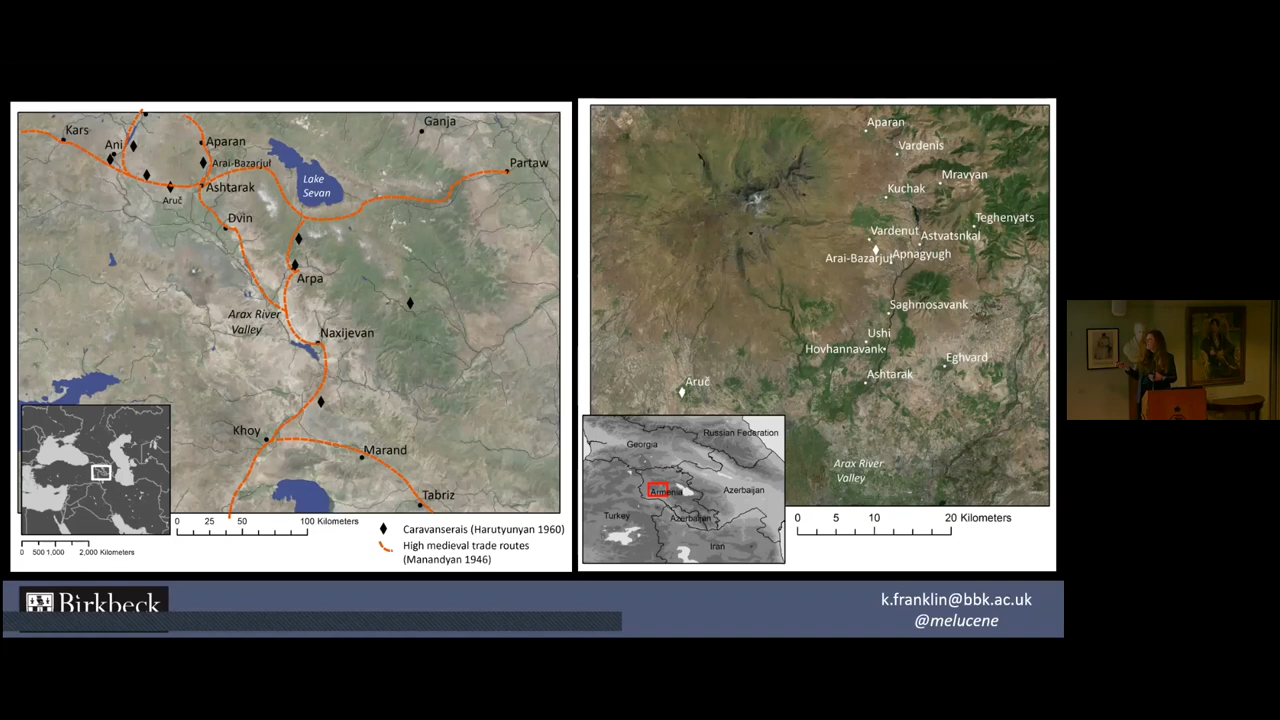 Kars
Ani
Aparan
Arai-Bazarjuł
Ashtarak
Aruč
Dvin
Lake
Sevan
Ganja
Partaw
Arpa
Arax River
Valley
Naxijevan
Khoy
Marand
Tabriz
0 25 50 100 Kilometers
0 500 1,000 2,000 Kilometers
Caravanserais (Harutyunyan 1960)
High medieval trade routes
(Manandyan 1946)
Aparan
Vardenis
Mravyan
Kuchak
Teghenyats
Vardenut
Astvatsnkal
Arai-Bazarjuł
Apnagyugh
Saghmosavank
Ushi
Hovhannavank
Eghvard
Ashtarak
Aruč
Arax River
Valley
Georgia
Russian Federation
Armenia
Azerbaijan
Turkey
Azerbaijan
Iran
0 5 10 20 Kilometers
Birkbeck
k.franklin@bbk.ac.uk
@melucene